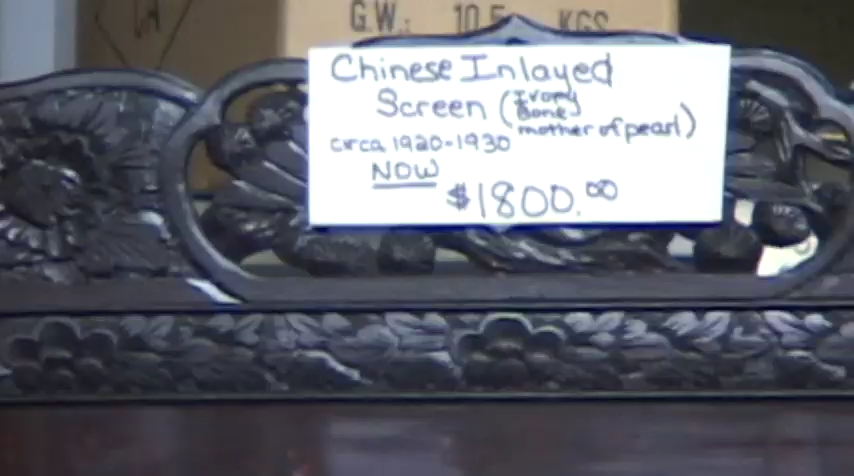 G.W.: 10.5 KGS
Chinese Inlayed
Screen (Ivory
Bone
mother of pearl)
circa 1920-1930
NOW
$1800.00